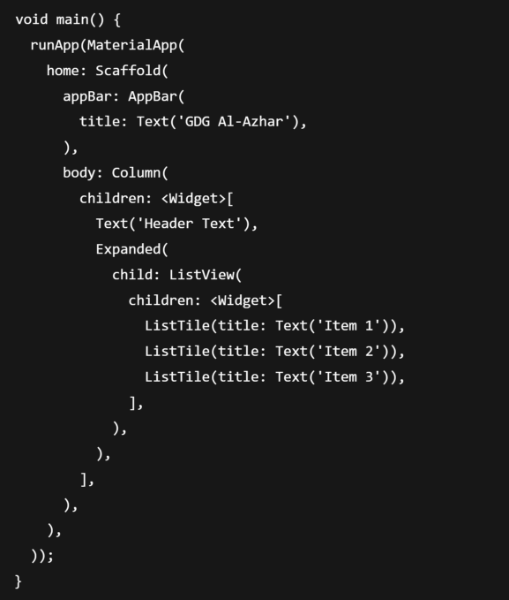 void main() {
  runApp(MaterialApp(
    home: Scaffold(
      appBar: AppBar(
        title: Text('GDG Al-Azhar'),
      ),
      body: Column(
        children: <Widget>[
          Text('Header Text'),
          Expanded(
            child: ListView(
              children: <Widget>[
                ListTile(title: Text('Item 1')),
                ListTile(title: Text('Item 2')),
                ListTile(title: Text('Item 3')),
              ],
            ),
          ),
        ],
      ),
    ),
  ));
}